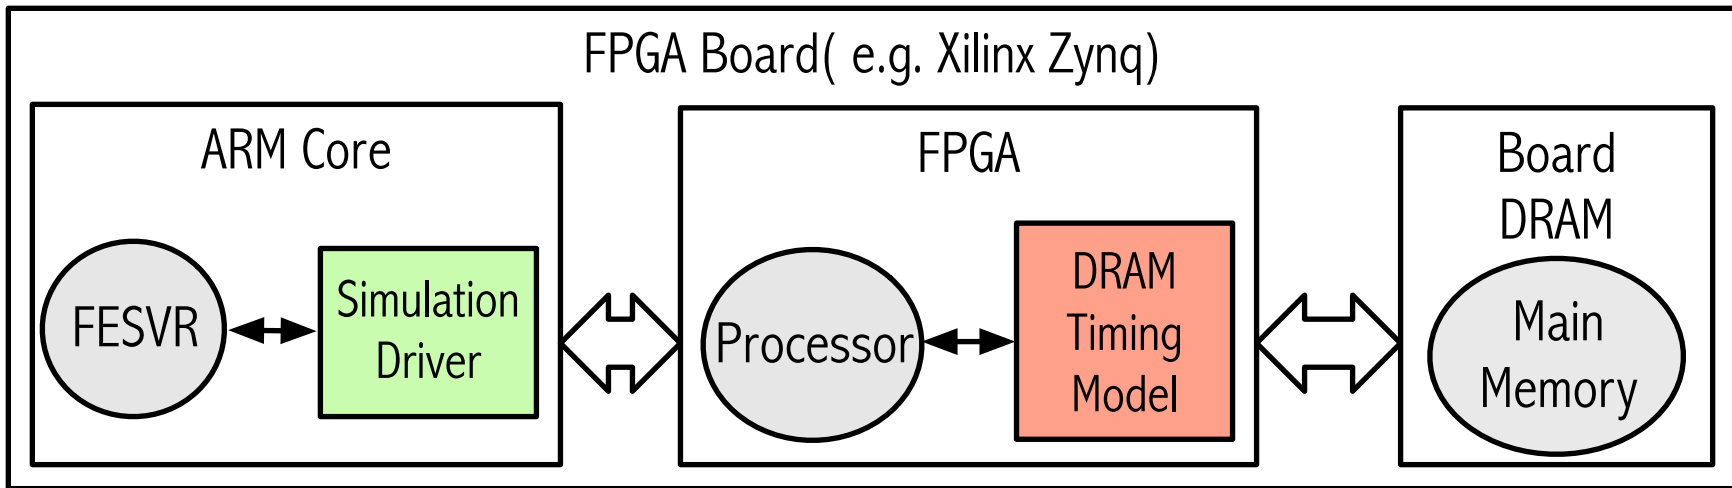 FPGA Board( e.g. Xilinx Zynq)
ARM Core
FESVR
Simulation
Driver
FPGA
Processor
DRAM
Timing
Model
Board
DRAM
Main
Memory